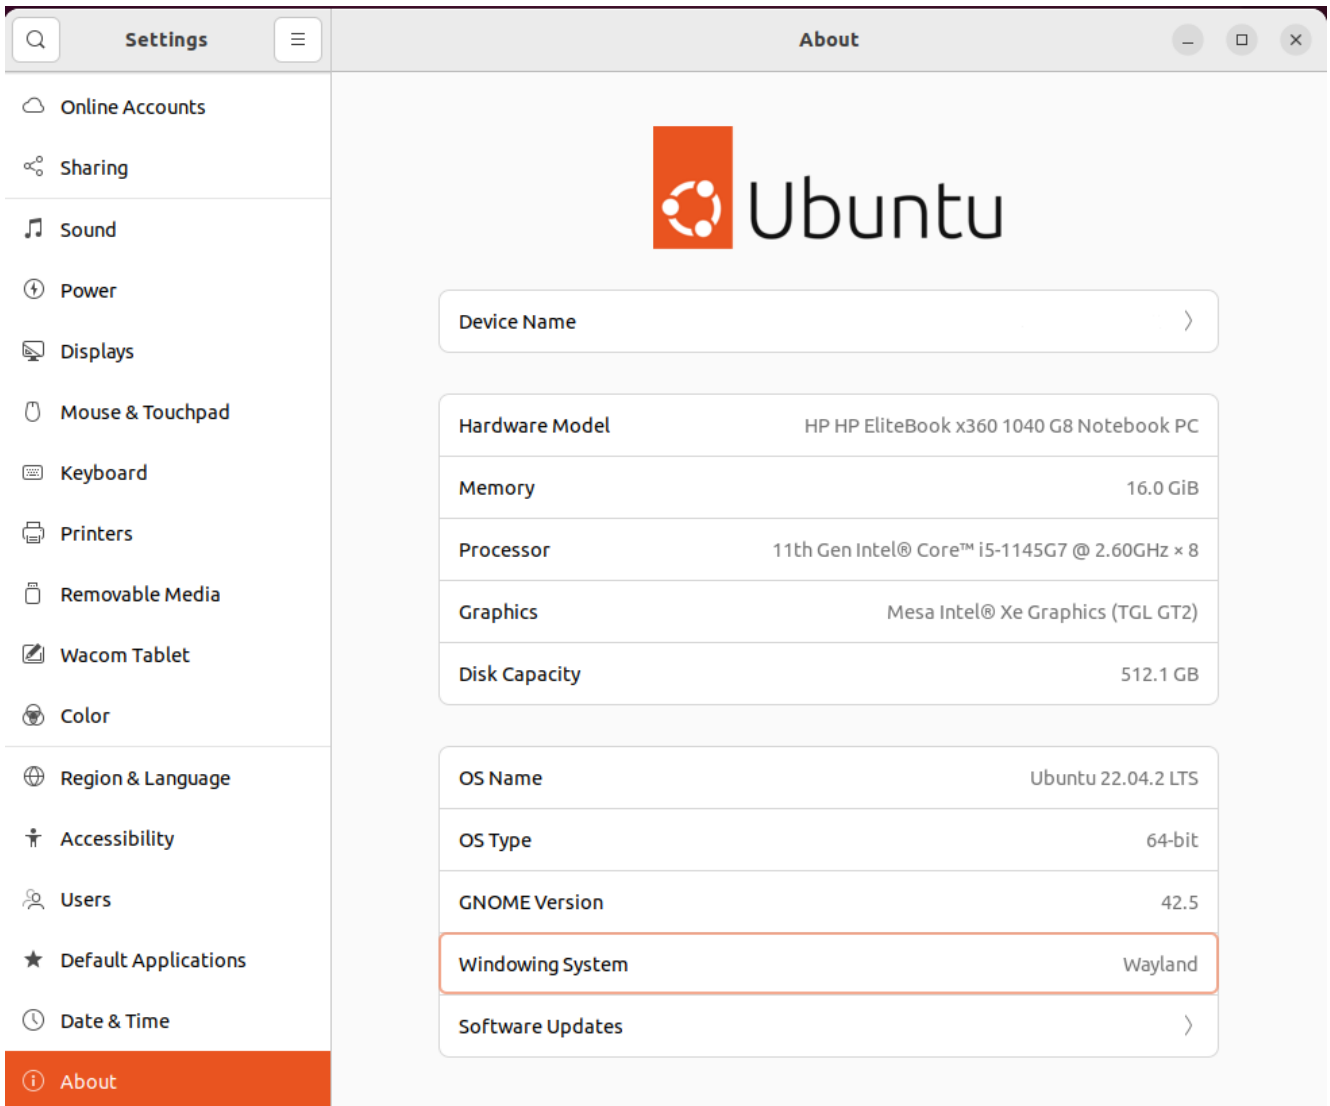 Settings
About
Online Accounts
Sharing
Sound
Power
Displays
Mouse & Touchpad
Keyboard
Printers
Removable Media
Wacom Tablet
Color
Region & Language
Accessibility
Users
Default Applications
Date & Time
About
Ubuntu
Device Name
Hardware Model HP HP EliteBook x360 1040 G8 Notebook PC
Memory 16.0 GiB
Processor 11th Gen Intel® Core™ i5-1145G7 @ 2.60GHz × 8
Graphics Mesa Intel® Xe Graphics (TGL GT2)
Disk Capacity 512.1 GB
OS Name Ubuntu 22.04.2 LTS
OS Type 64-bit
GNOME Version 42.5
Windowing System Wayland
Software Updates